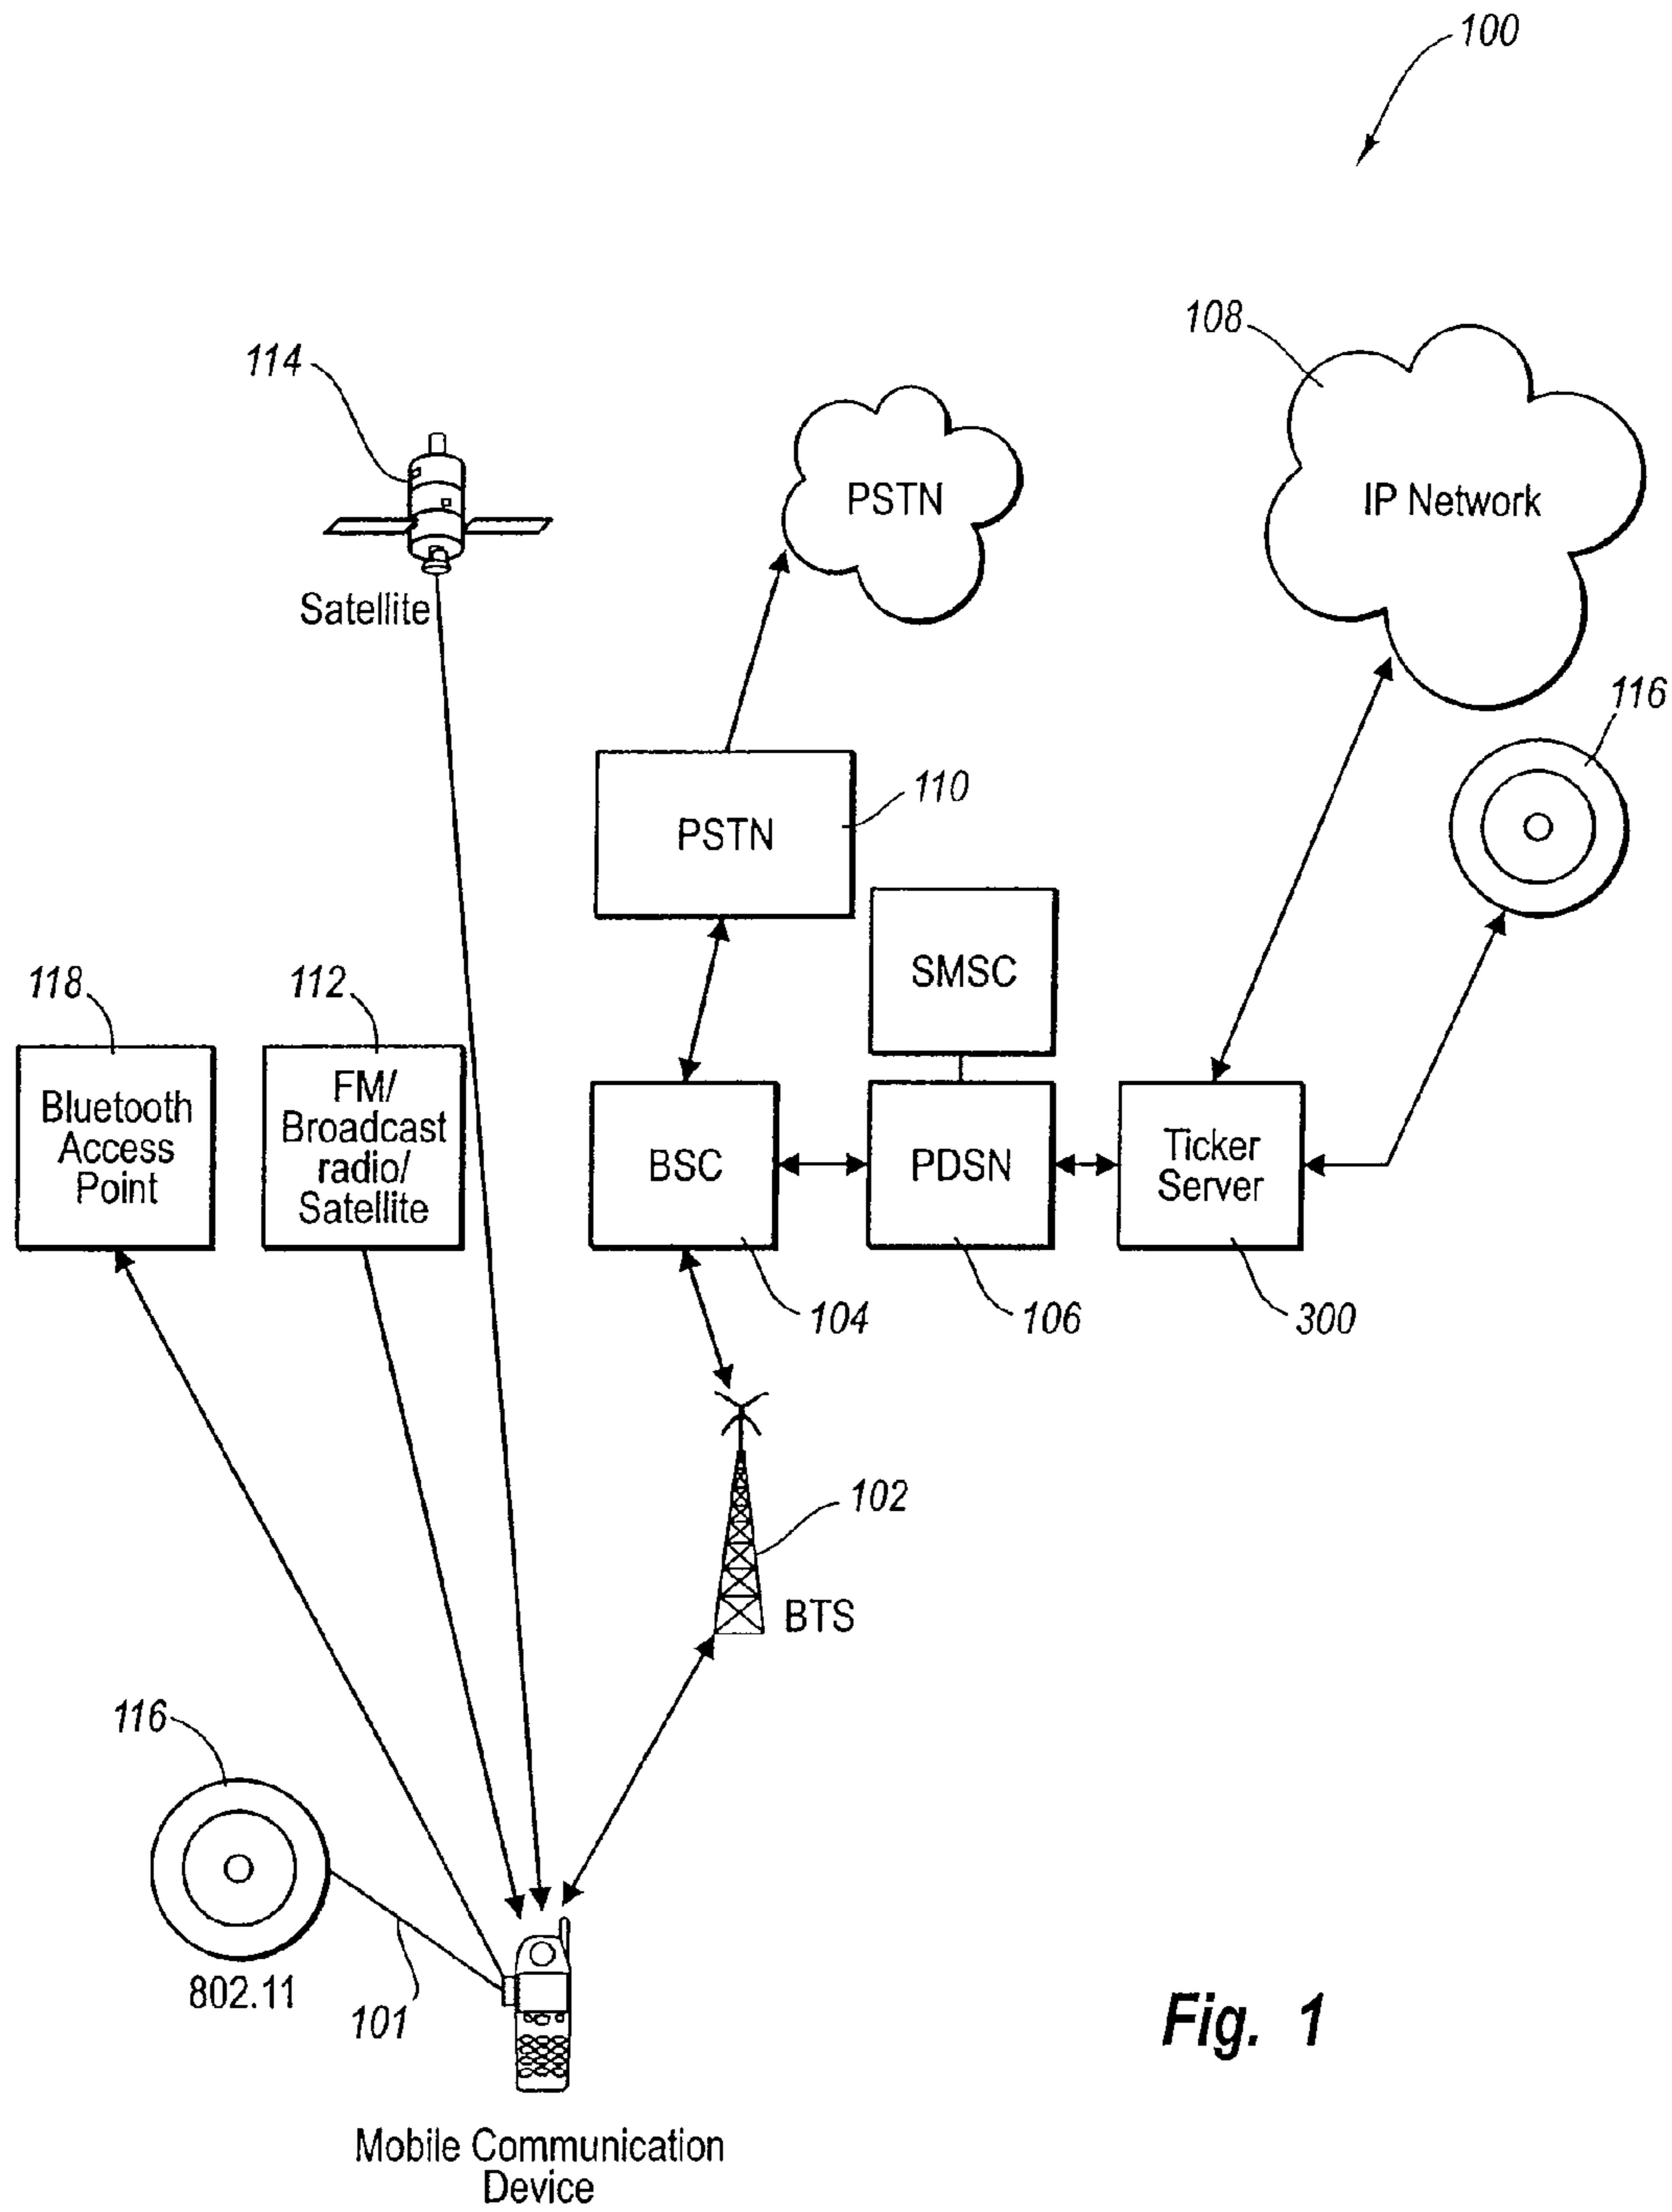 100
108
114
PSTN
IP Network
Satellite
116
110
PSTN
SMSC
118
112
Bluetooth
Access
Point
FM/
Broadcast
radio/
Satellite
BSC
PDSN
Ticker
Server
104
106
300
102
BTS
116
802.11
101
Fig. 1
Mobile Communication
Device